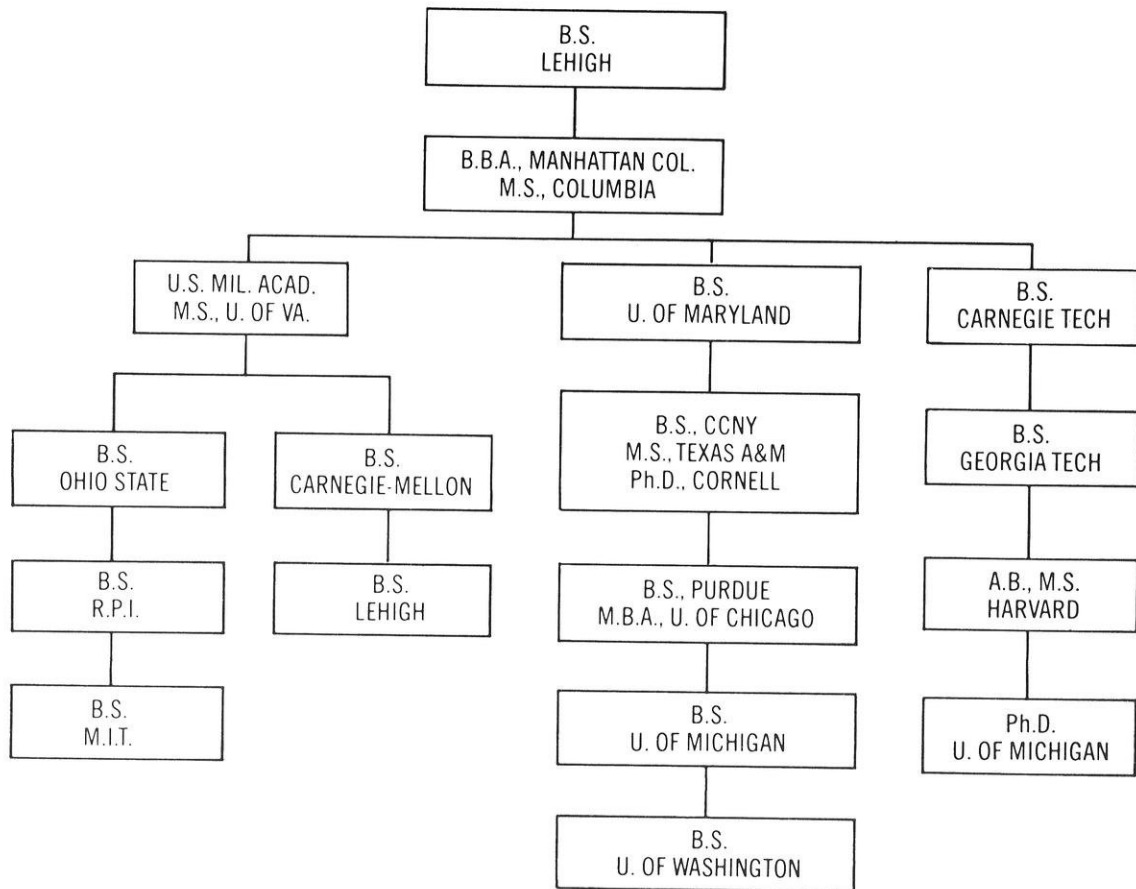 B.S.
LEHIGH
B.B.A., MANHATTAN COL.
M.S., COLUMBIA
U.S. MIL. ACAD.
M.S., U. OF VA.
B.S.
U. OF MARYLAND
B.S.
CARNEGIE TECH
B.S.
OHIO STATE
B.S.
CARNEGIE-MELLON
B.S., CCNY
M.S., TEXAS A&M
Ph.D., CORNELL
B.S.
GEORGIA TECH
B.S.
R.P.I.
B.S.
LEHIGH
B.S., PURDUE
M.B.A., U. OF CHICAGO
A.B., M.S.
HARVARD
B.S.
M.I.T.
B.S.
U. OF MICHIGAN
Ph.D.
U. OF MICHIGAN
B.S.
U. OF WASHINGTON